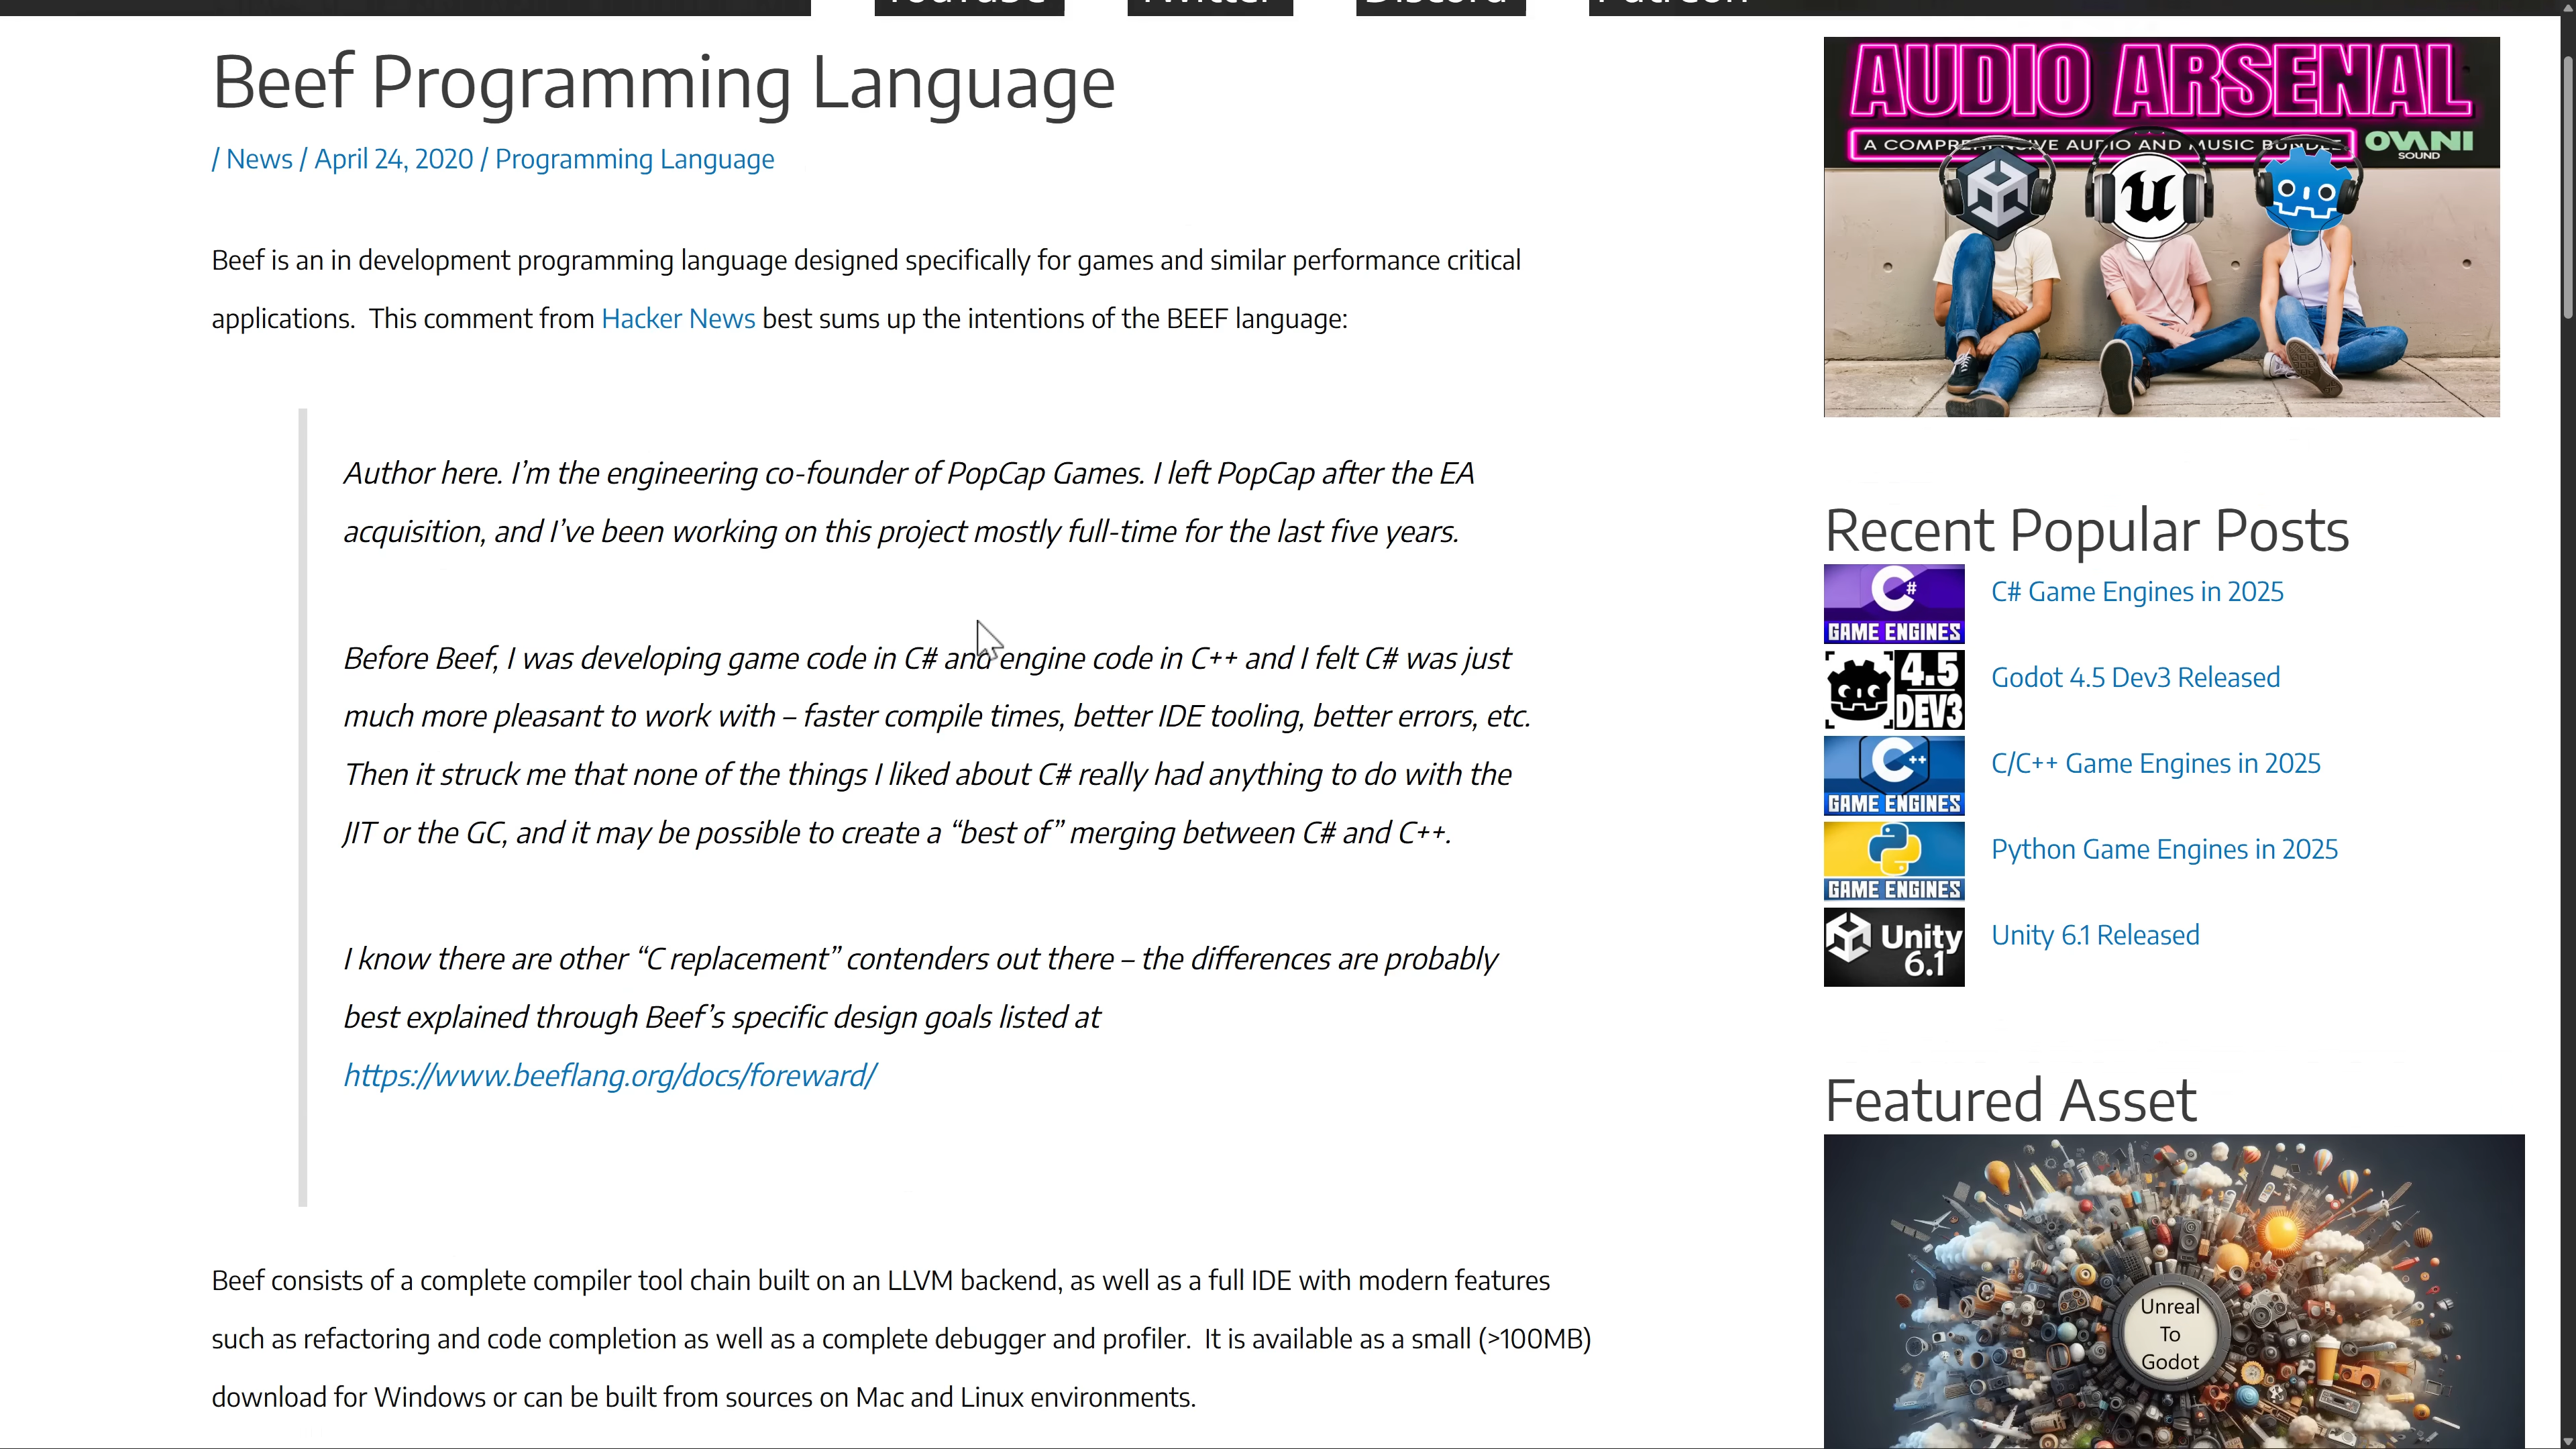 YouTube Twitter Discord Patreon
Beef Programming Language
/ News / April 24, 2020 / Programming Language
Beef is an in development programming language designed specifically for games and similar performance critical
applications.  This comment from Hacker News best sums up the intentions of the BEEF language:
Author here. I’m the engineering co-founder of PopCap Games. I left PopCap after the EA
acquisition, and I’ve been working on this project mostly full-time for the last five years.
Before Beef, I was developing game code in C# and engine code in C++ and I felt C# was just
much more pleasant to work with – faster compile times, better IDE tooling, better errors, etc.
Then it struck me that none of the things I liked about C# really had anything to do with the
JIT or the GC, and it may be possible to create a “best of” merging between C# and C++.
I know there are other “C replacement” contenders out there – the differences are probably
best explained through Beef’s specific design goals listed at
https://www.beeflang.org/docs/foreward/
Beef consists of a complete compiler tool chain built on an LLVM backend, as well as a full IDE with modern features
such as refactoring and code completion as well as a complete debugger and profiler.  It is available as a small (>100MB)
download for Windows or can be built from sources on Mac and Linux environments.
AUDIO ARSENAL
A COMPREHENSIVE AUDIO AND MUSIC BUNDLE
OVANI
SOUND
Recent Popular Posts
C#
GAME ENGINES
C# Game Engines in 2025
4.5
DEV3
Godot 4.5 Dev3 Released
C++
GAME ENGINES
C/C++ Game Engines in 2025
GAME ENGINES
Python Game Engines in 2025
Unity
6.1
Unity 6.1 Released
Featured Asset
Unreal
To
Godot